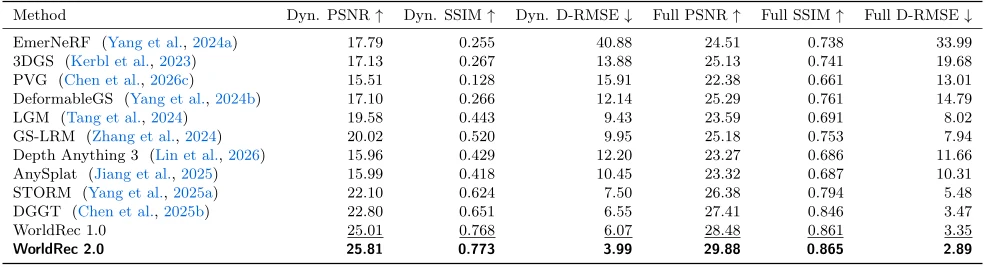 Method Dyn. PSNR ↑ Dyn. SSIM ↑ Dyn. D-RMSE ↓ Full PSNR ↑ Full SSIM ↑ Full D-RMSE ↓
EmerNeRF (Yang et al., 2024a) 17.79 0.255 40.88 24.51 0.738 33.99
3DGS (Kerbl et al., 2023) 17.13 0.267 13.88 25.13 0.741 19.68
PVG (Chen et al., 2026c) 15.51 0.128 15.91 22.38 0.661 13.01
DeformableGS (Yang et al., 2024b) 17.10 0.266 12.14 25.29 0.761 14.79
LGM (Tang et al., 2024) 19.58 0.443 9.43 23.59 0.691 8.02
GS-LRM (Zhang et al., 2024) 20.02 0.520 9.95 25.18 0.753 7.94
Depth Anything 3 (Lin et al., 2026) 15.96 0.429 12.20 23.27 0.686 11.66
AnySplat (Jiang et al., 2025) 15.99 0.418 10.45 23.32 0.687 10.31
STORM (Yang et al., 2025a) 22.10 0.624 7.50 26.38 0.794 5.48
DGGT (Chen et al., 2025b) 22.80 0.651 6.55 27.41 0.846 3.47
WorldRec 1.0 25.01 0.768 6.07 28.48 0.861 3.35
WorldRec 2.0 25.81 0.773 3.99 29.88 0.865 2.89